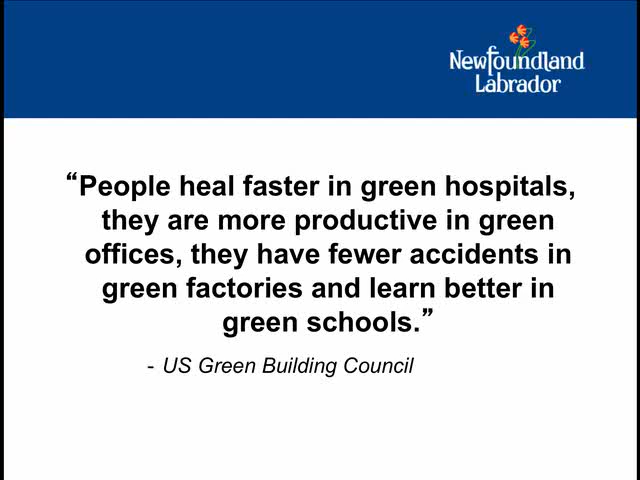 Newfoundland
Labrador
“People heal faster in green hospitals,
they are more productive in green
offices, they have fewer accidents in
green factories and learn better in
green schools.”
- US Green Building Council